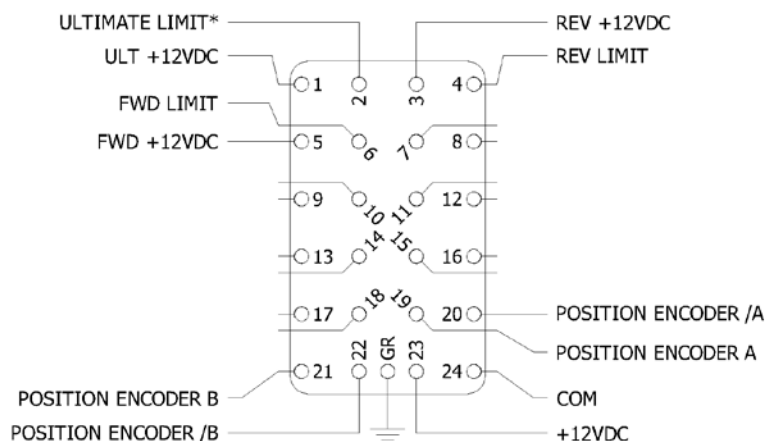 ULTIMATE LIMIT*
REV +12VDC
ULT +12VDC
REV LIMIT
1 2 3 4
FWD LIMIT
FWD +12VDC
5 6 7 8
9 10 11 12
13 14 15 16
17 18 19 20
POSITION ENCODER /A
POSITION ENCODER A
21 22 GR 23 24
POSITION ENCODER B
COM
POSITION ENCODER /B
+12VDC